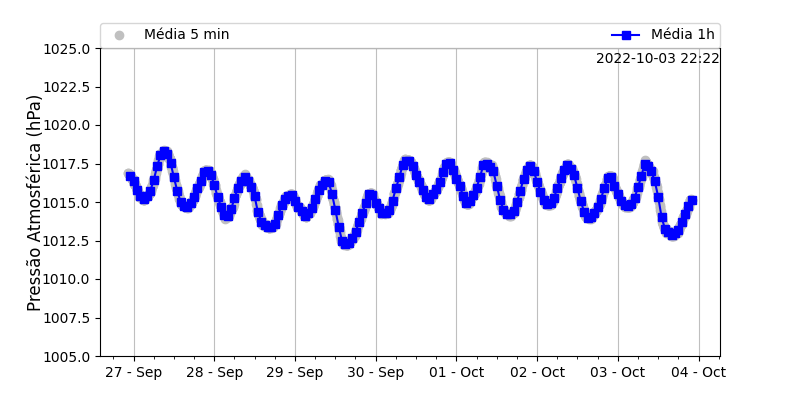 Média 5 min
Média 1h
2022-10-03 22:22
Pressão Atmosférica (hPa)
1025.0
1022.5
1020.0
1017.5
1015.0
1012.5
1010.0
1007.5
1005.0
27 - Sep
28 - Sep
29 - Sep
30 - Sep
01 - Oct
02 - Oct
03 - Oct
04 - Oct